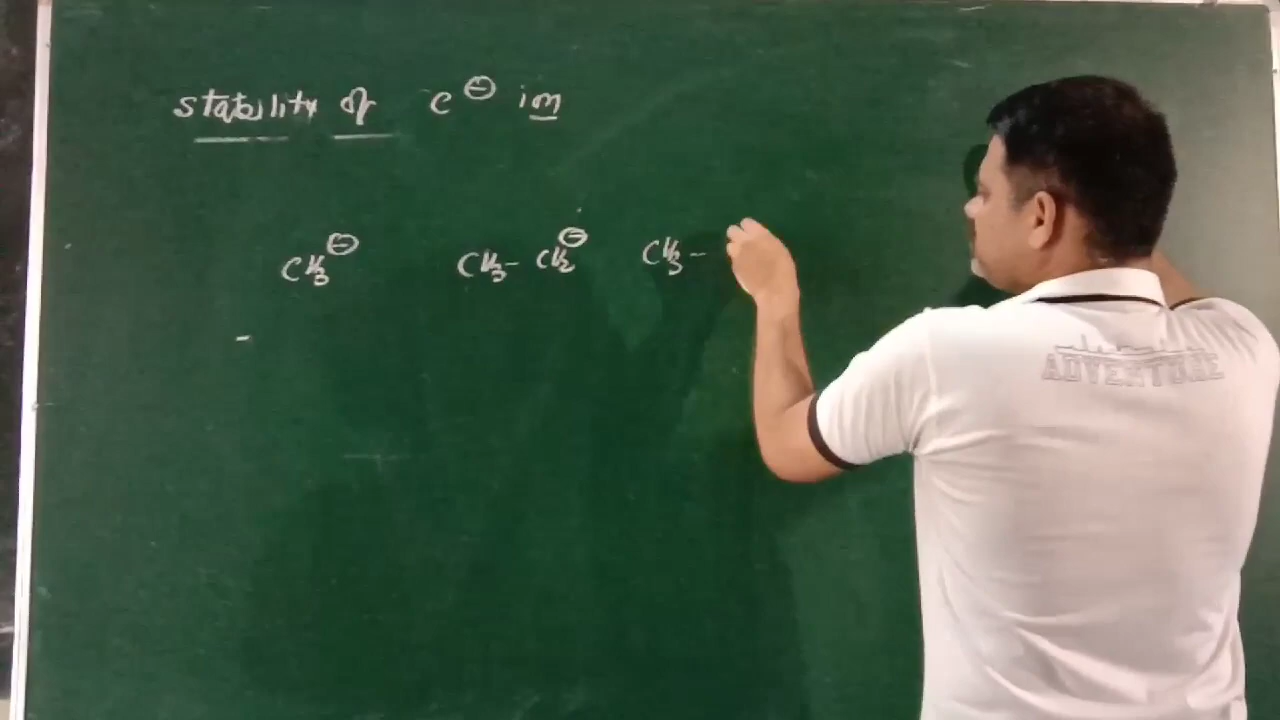 stability of C⊖ ion
CH3⊖ CH3- CH2⊖ CH3-
ADVENTURE